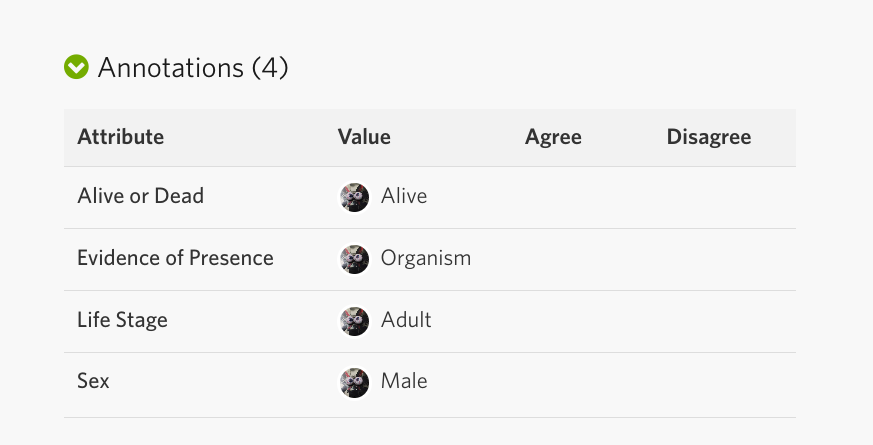 Annotations (4)
Attribute Value Agree Disagree
Alive or Dead Alive
Evidence of Presence Organism
Life Stage Adult
Sex Male